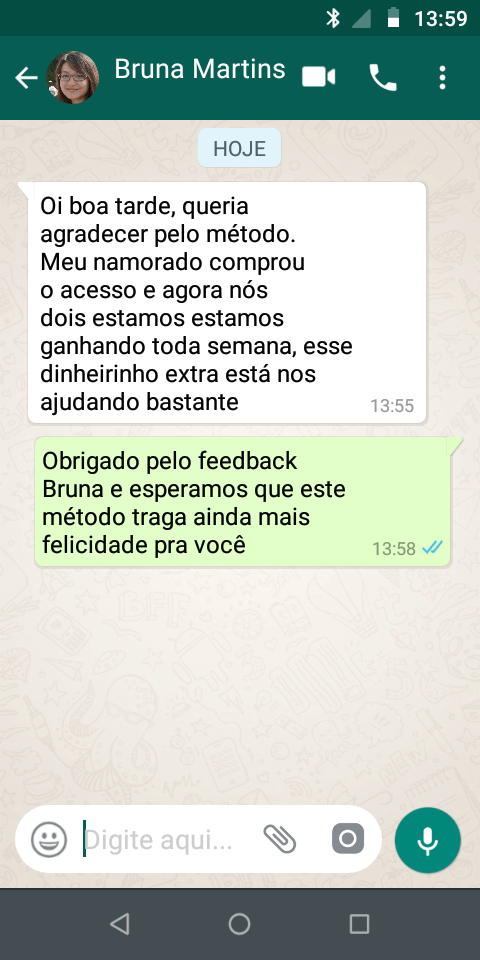 13:59
Bruna Martins
HOJE
Oi boa tarde, queria
agradecer pelo método.
Meu namorado comprou
o acesso e agora nós
dois estamos estamos
ganhando toda semana, esse
dinheirinho extra está nos
ajudando bastante
13:55
Obrigado pelo feedback
Bruna e esperamos que este
método traga ainda mais
felicidade pra você
13:58
Digite aqui...